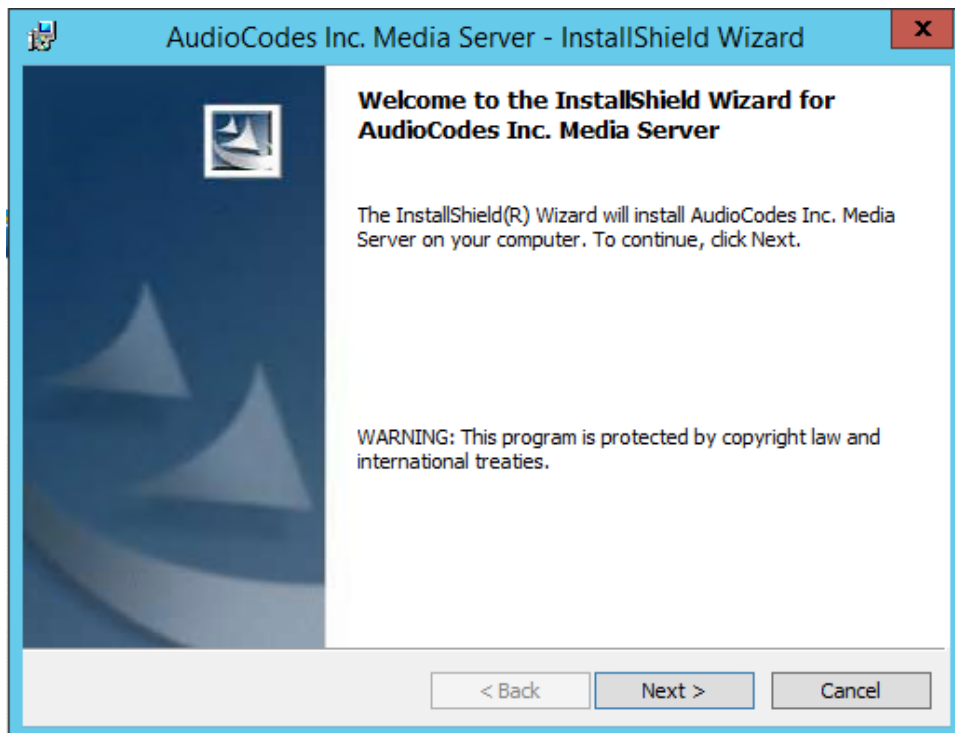 AudioCodes Inc. Media Server - InstallShield Wizard
x
Welcome to the InstallShield Wizard for
AudioCodes Inc. Media Server
The InstallShield(R) Wizard will install AudioCodes Inc. Media
Server on your computer. To continue, click Next.
WARNING: This program is protected by copyright law and
international treaties.
< Back
Next >
Cancel